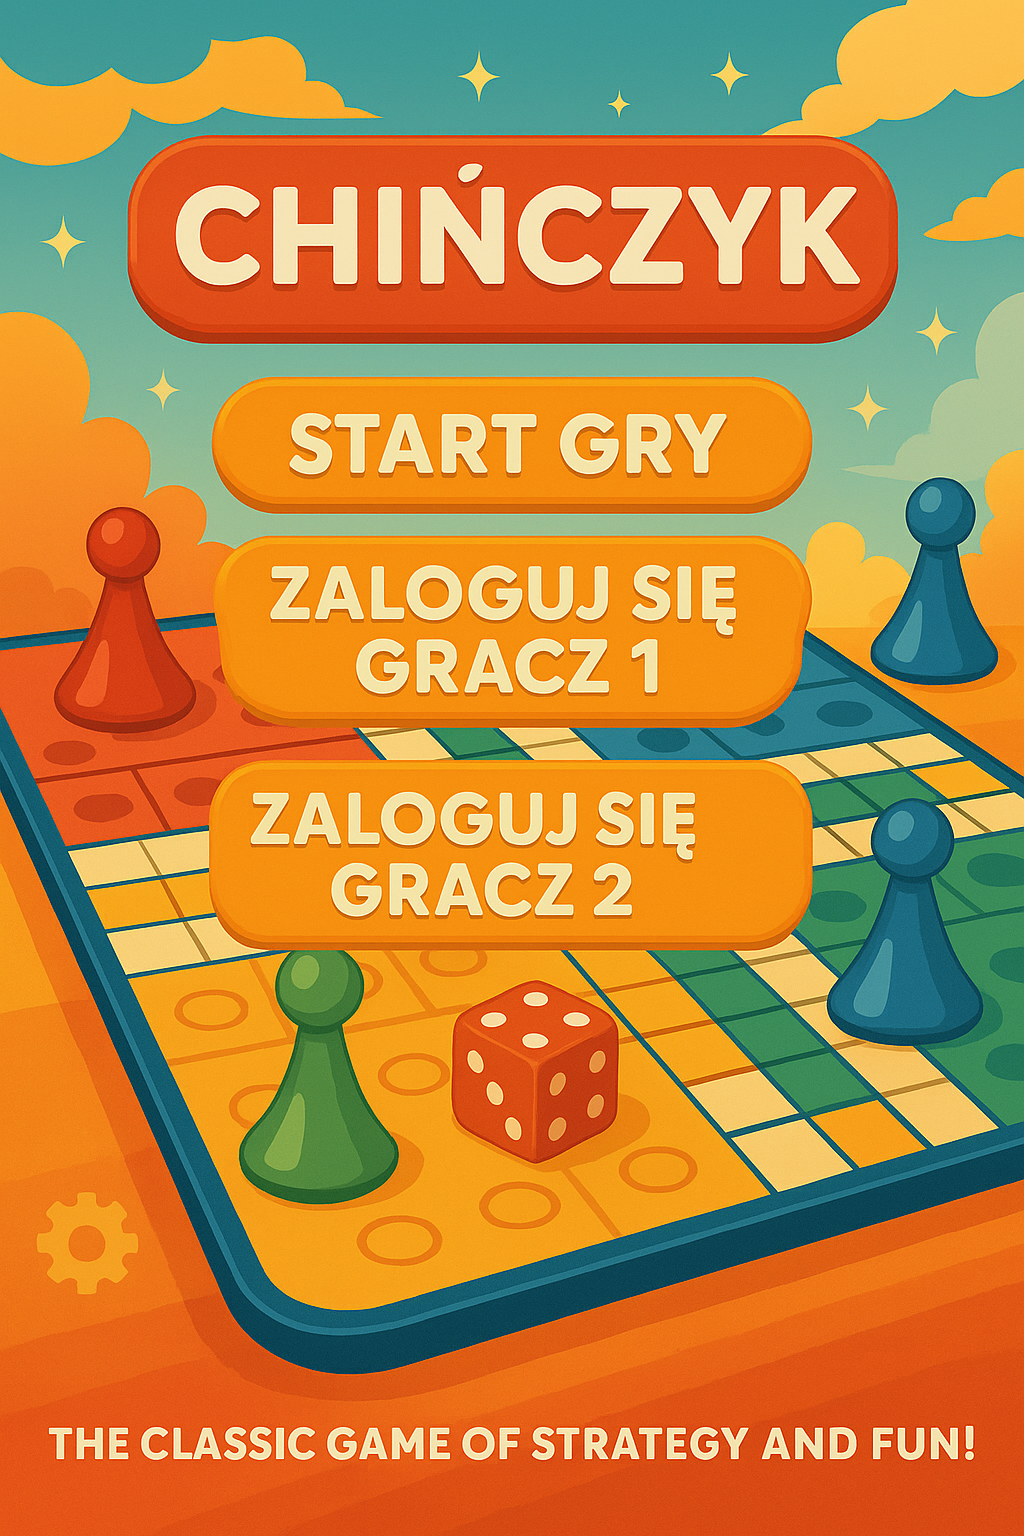 CHIŃCZYK
START GRY
ZALOGUJ SIĘ
GRACZ 1
ZALOGUJ SIĘ
GRACZ 2
THE CLASSIC GAME OF STRATEGY AND FUN!